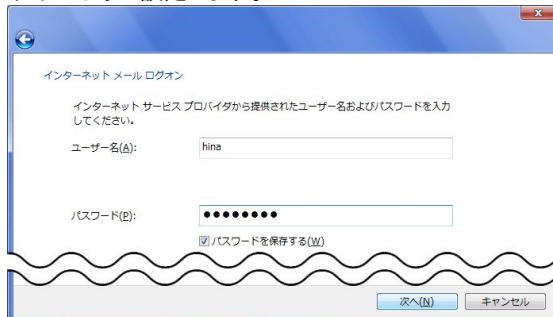 インターネット メール ログオン
インターネット サービス プロバイダから提供されたユーザー名およびパスワードを入力
してください。
ユーザー名(A):
hina
パスワード(P):
●●●●●●●●
パスワードを保存する(W)
次へ(N)
キャンセル